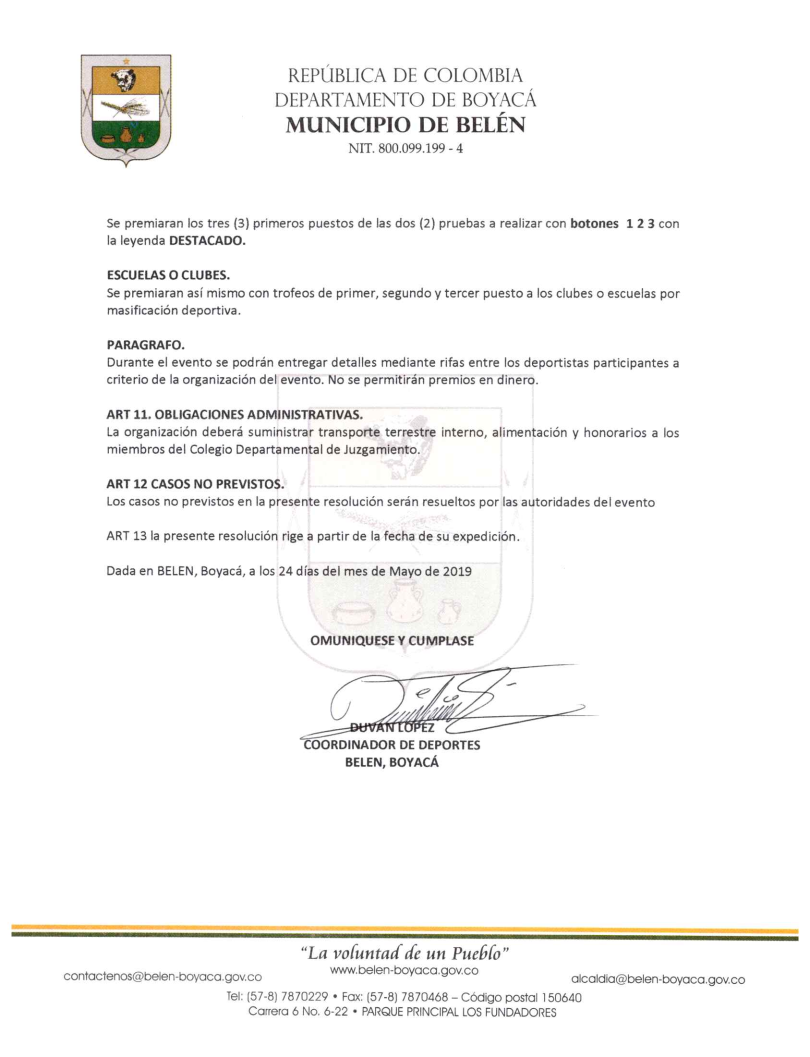 REPÚBLICA DE COLOMBIA
DEPARTAMENTO DE BOYACÁ
MUNICIPIO DE BELÉN
NIT. 800.099.199 - 4
Se premiaran los tres (3) primeros puestos de las dos (2) pruebas a realizar con botones 1 2 3 con
la leyenda DESTACADO.
ESCUELAS O CLUBES.
Se premiaran así mismo con trofeos de primer, segundo y tercer puesto a los clubes o escuelas por
masificación deportiva.
PARAGRAFO.
Durante el evento se podrán entregar detalles mediante rifas entre los deportistas participantes a
criterio de la organización del evento. No se permitirán premios en dinero.
ART 11. OBLIGACIONES ADMINISTRATIVAS.
La organización deberá suministrar transporte terrestre interno, alimentación y honorarios a los
miembros del Colegio Departamental de Juzgamiento.
ART 12 CASOS NO PREVISTOS.
Los casos no previstos en la presente resolución serán resueltos por las autoridades del evento
ART 13 la presente resolución rige a partir de la fecha de su expedición.
Dada en BELEN, Boyacá, a los 24 días del mes de Mayo de 2019
OMUNIQUESE Y CUMPLASE
DUVAN LOPEZ
COORDINADOR DE DEPORTES
BELEN, BOYACÁ
"La voluntad de un Pueblo"
www.belen-boyaca.gov.co
contactenos@belen-boyaca.gov.co
alcaldia@belen-boyaca.gov.co
Tel: (57-8) 7870229 • Fax: (57-8) 7870468 – Código postal 150640
Carrera 6 No. 6-22 • PARQUE PRINCIPAL LOS FUNDADORES